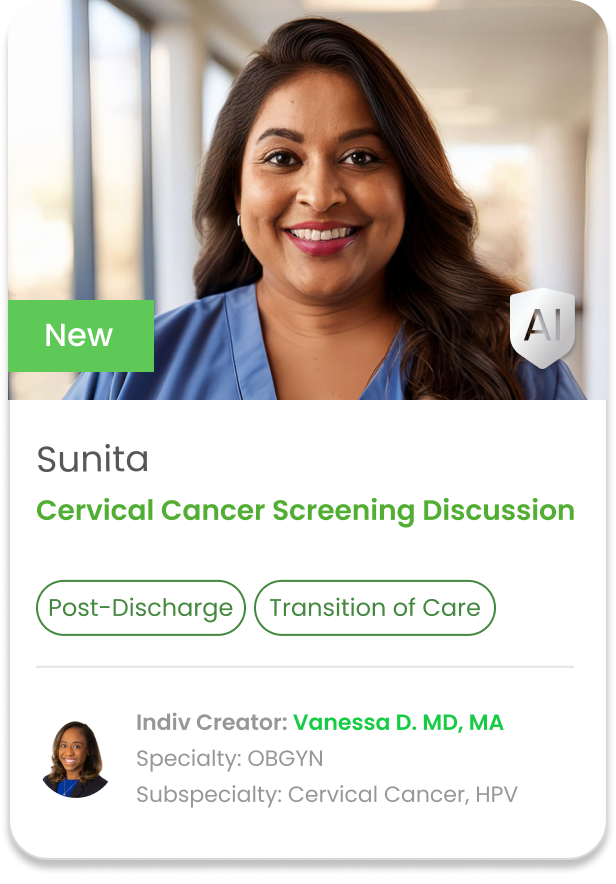 New
AI
Sunita
Cervical Cancer Screening Discussion
Post-Discharge
Transition of Care
Indiv Creator: Vanessa D. MD, MA
Specialty: OBGYN
Subspecialty: Cervical Cancer, HPV